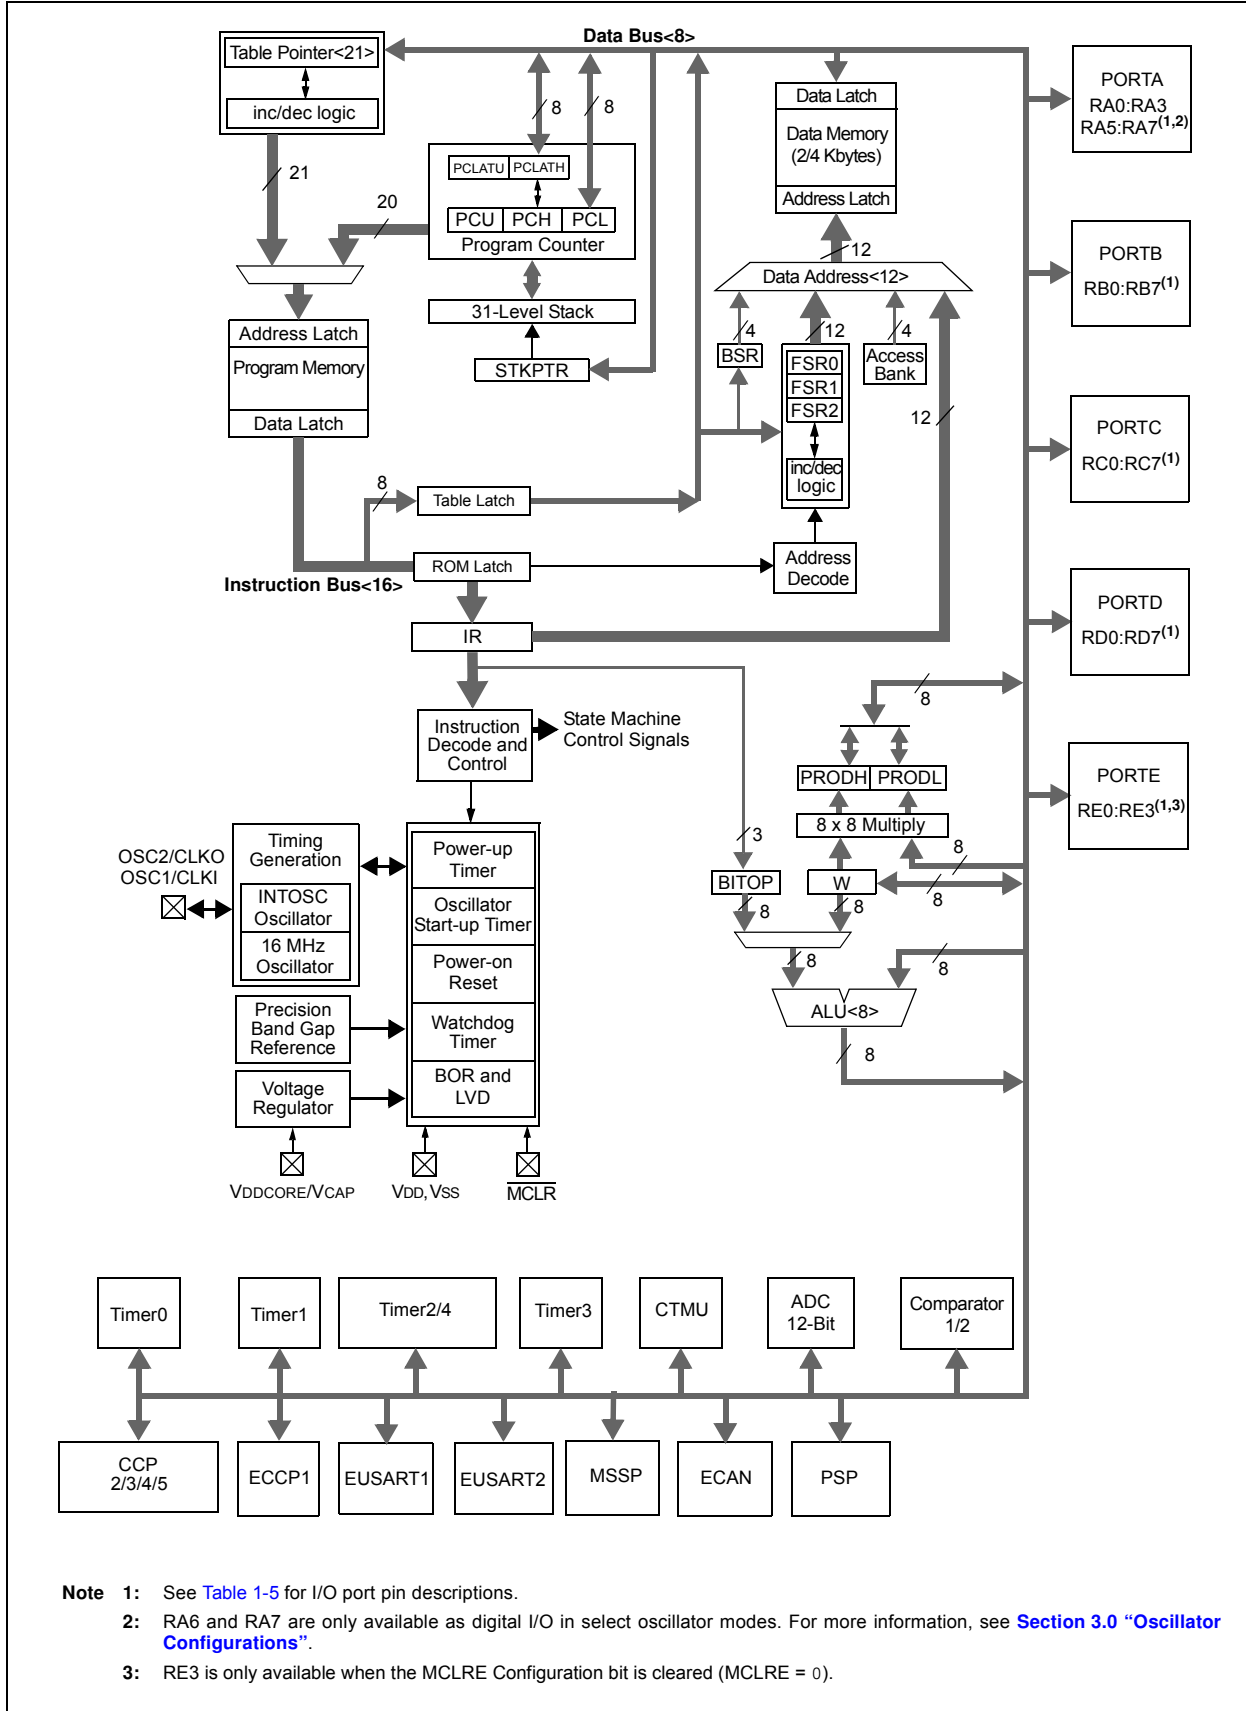 Data Bus<8>
Table Pointer<21>
inc/dec logic
21
20
8
8
PCLATU
PCLATH
PCU
PCH
PCL
Program Counter
31-Level Stack
STKPTR
Data Latch
Data Memory
(2/4 Kbytes)
Address Latch
12
Data Address<12>
4
12
4
BSR
FSR0
FSR1
FSR2
inc/dec
logic
Access
Bank
12
Address
Decode
Address Latch
Program Memory
Data Latch
8
Table Latch
ROM Latch
Instruction Bus<16>
IR
Instruction
Decode and
Control
State Machine
Control Signals
8
PRODH
PRODL
8 x 8 Multiply
3
8
BITOP
W
8
8
8
8
8
ALU<8>
8
OSC2/CLKO
OSC1/CLKI
Timing
Generation
INTOSC
Oscillator
16 MHz
Oscillator
Precision
Band Gap
Reference
Voltage
Regulator
Power-up
Timer
Oscillator
Start-up Timer
Power-on
Reset
Watchdog
Timer
BOR and
LVD
VDDCORE/VCAP
VDD, VSS
MCLR
PORTA
RA0:RA3
RA5:RA7(1,2)
PORTB
RB0:RB7(1)
PORTC
RC0:RC7(1)
PORTD
RD0:RD7(1)
PORTE
RE0:RE3(1,3)
Timer0
Timer1
Timer2/4
Timer3
CTMU
ADC
12-Bit
Comparator
1/2
CCP
2/3/4/5
ECCP1
EUSART1
EUSART2
MSSP
ECAN
PSP
Note 1: See Table 1-5 for I/O port pin descriptions.
2: RA6 and RA7 are only available as digital I/O in select oscillator modes. For more information, see Section 3.0 “Oscillator
Configurations”.
3: RE3 is only available when the MCLRE Configuration bit is cleared (MCLRE = 0).